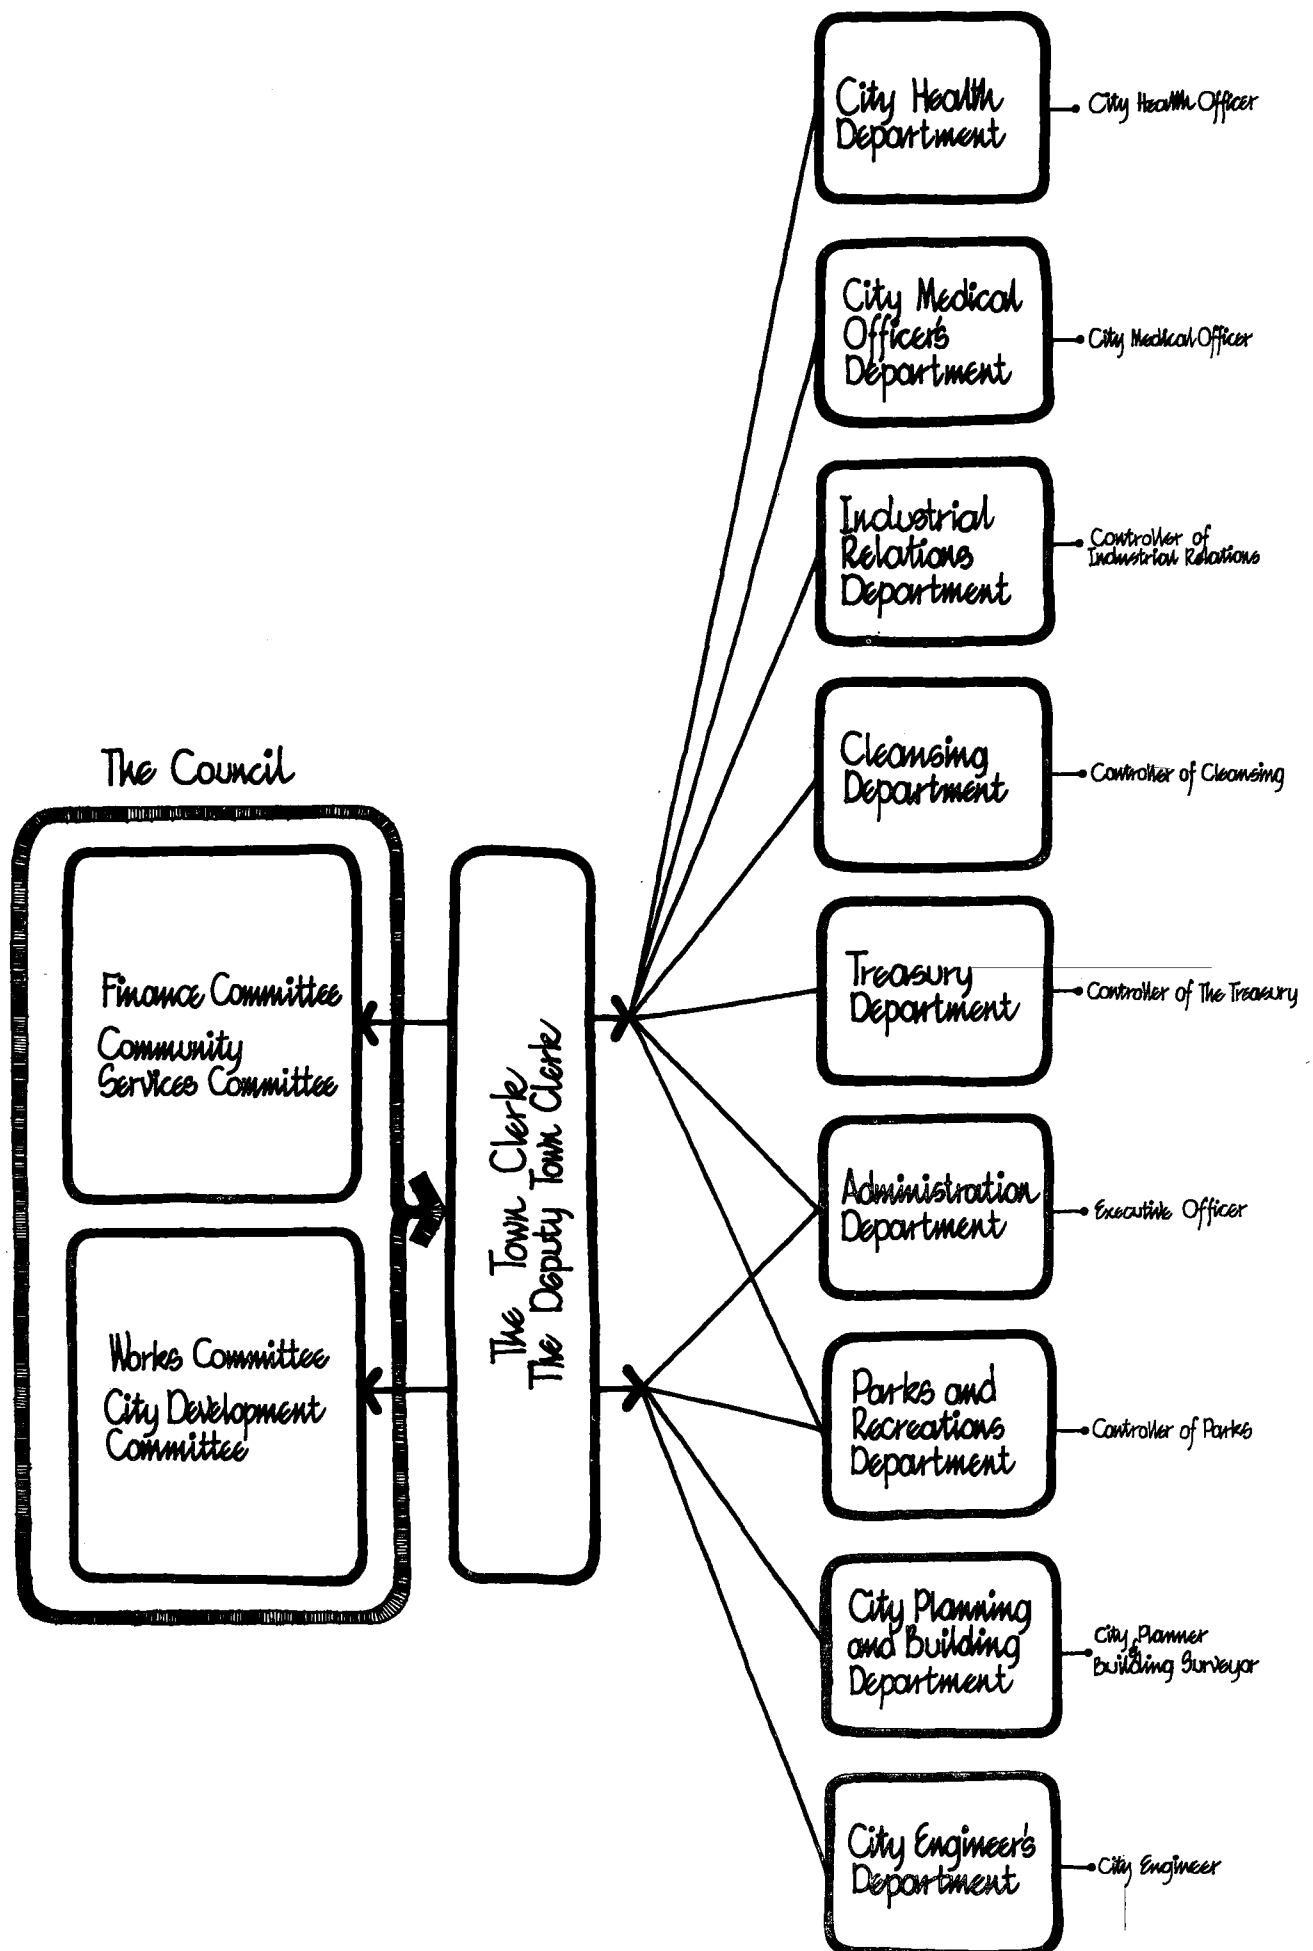 City Health
Department
City Health Officer
City Medical
Officer's
Department
City Medical Officer
Industrial
Relations
Department
Controller of
Industrial Relations
Cleansing
Department
Controller of Cleansing
Treasury
Department
Controller of The Treasury
Administration
Department
Executive Officer
Parks and
Recreations
Department
Controller of Parks
City Planning
and Building
Department
City Planner
&
Building Surveyor
City Engineer's
Department
City Engineer
The Council
Finance Committee
Community
Services Committee
Works Committee
City Development
Committee
The Town Clerk
The Deputy Town Clerk